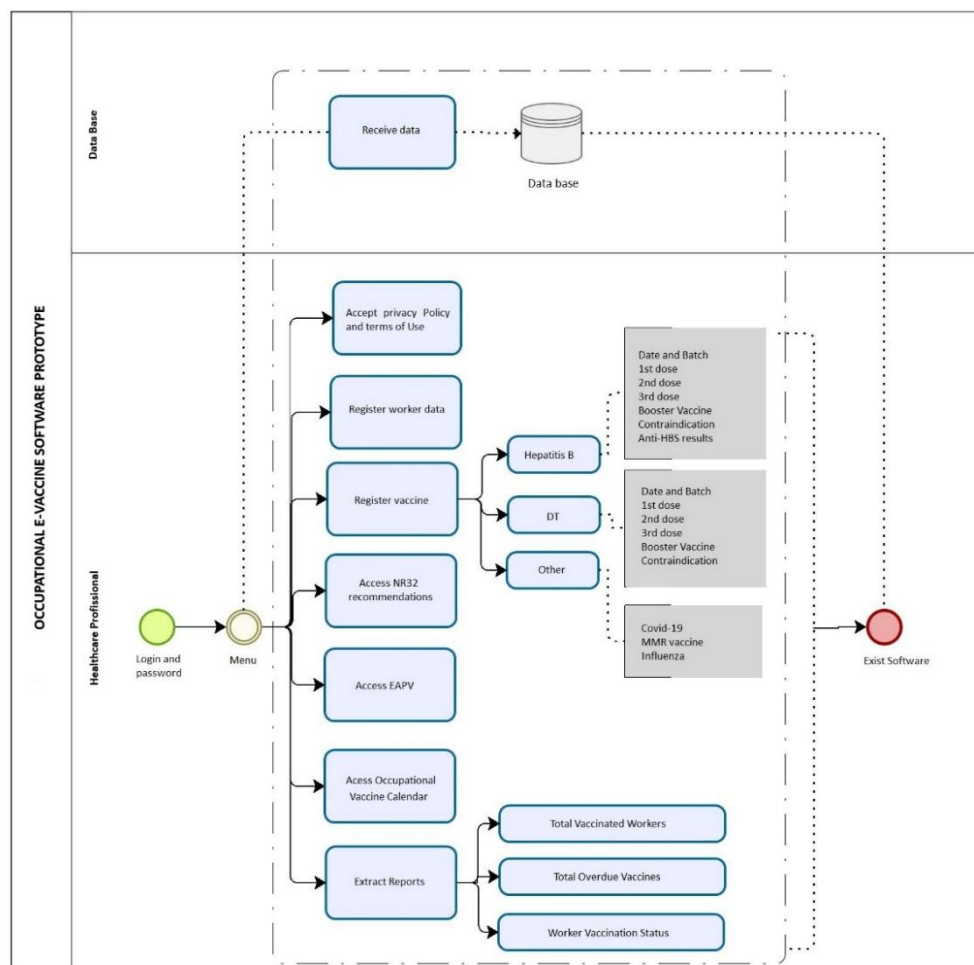 OCCUPATIONAL E-VACCINE SOFTWARE PROTOTYPE
Data Base
Receive data
Data base
Healthcare Profissional
Login and
password
Menu
Accept privacy Policy
and terms of Use
Register worker data
Register vaccine
Access NR32
recommendations
Access EAPV
Acess Occupational
Vaccine Calendar
Extract Reports
Hepatitis B
DT
Other
Date and Batch
1st dose
2nd dose
3rd dose
Booster Vaccine
Contraindication
Anti-HBS results
Date and Batch
1st dose
2nd dose
3rd dose
Booster Vaccine
Contraindication
Covid-19
MMR vaccine
Influenza
Total Vaccinated Workers
Total Overdue Vaccines
Worker Vaccination Status
Exist Software